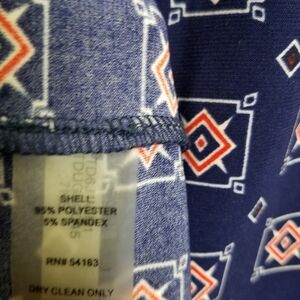 SHELL:
95% POLYESTER
5% SPANDEX
RN# 54163
DRY CLEAN ONLY